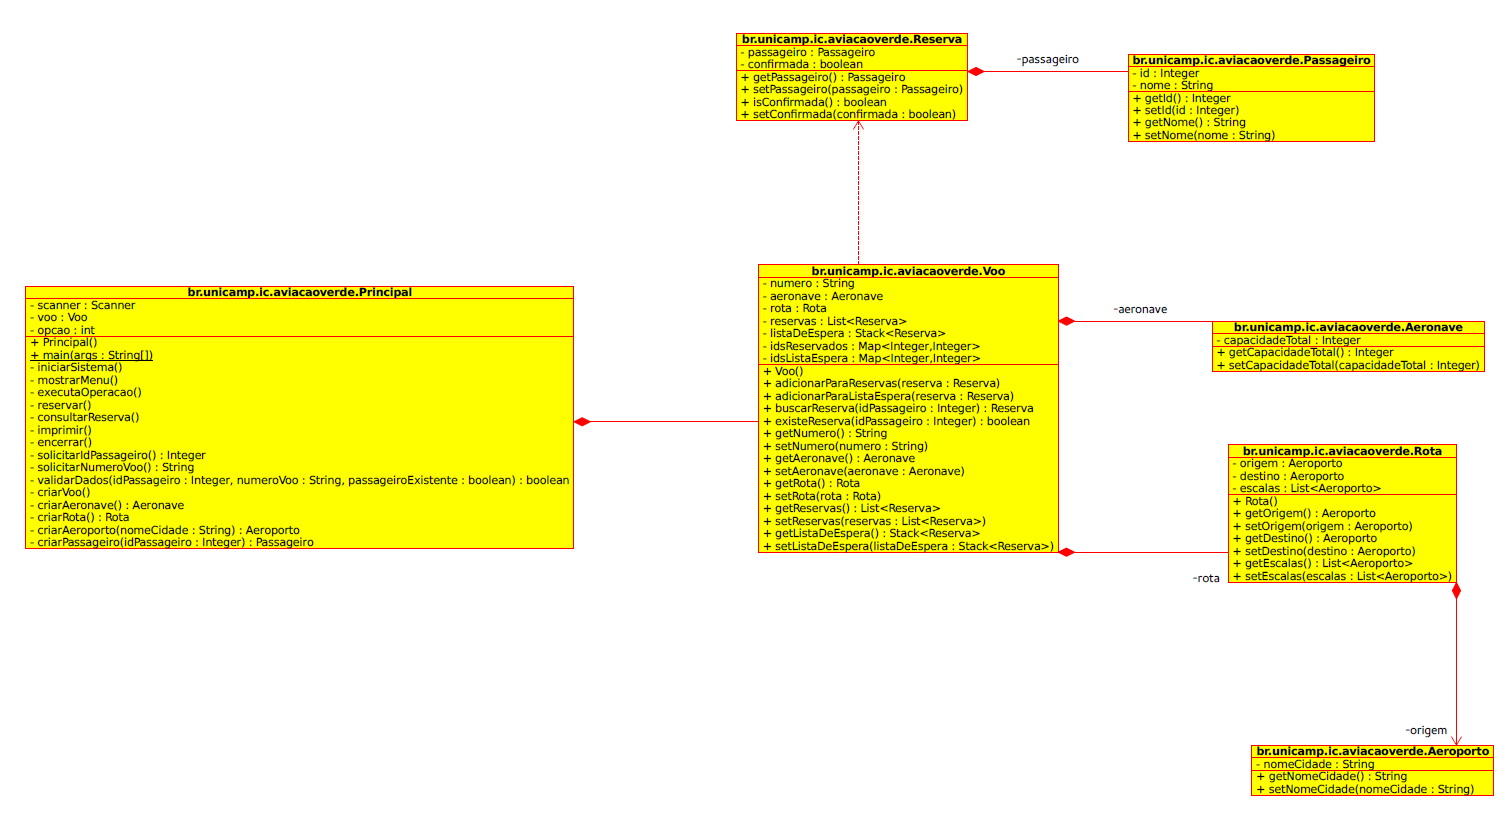 br.unicamp.ic.aviacaoverde.Reserva
- passageiro : Passageiro
- confirmada : boolean
+ getPassageiro() : Passageiro
+ setPassageiro(passageiro : Passageiro)
+ isConfirmada() : boolean
+ setConfirmada(confirmada : boolean)
-passageiro
br.unicamp.ic.aviacaoverde.Passageiro
- id : Integer
- nome : String
+ getId() : Integer
+ setId(id : Integer)
+ getNome() : String
+ setNome(nome : String)
br.unicamp.ic.aviacaoverde.Principal
- scanner : Scanner
- voo : Voo
- opcao : int
+ Principal()
+ main(args : String[])
- iniciarSistema()
- mostrarMenu()
- executaOperacao()
- reservar()
- consultarReserva()
- imprimir()
- encerrar()
- solicitarIdPassageiro() : Integer
- solicitarNumeroVoo() : String
- validarDados(idPassageiro : Integer, numeroVoo : String, passageiroExistente : boolean) : boolean
- criarVoo()
- criarAeronave() : Aeronave
- criarRota() : Rota
- criarAeroporto(nomeCidade : String) : Aeroporto
- criarPassageiro(idPassageiro : Integer) : Passageiro
br.unicamp.ic.aviacaoverde.Voo
- numero : String
- aeronave : Aeronave
- rota : Rota
- reservas : List<Reserva>
- listaDeEspera : Stack<Reserva>
- idsReservados : Map<Integer,Integer>
- idsListaEspera : Map<Integer,Integer>
+ Voo()
+ adicionarParaReservas(reserva : Reserva)
+ adicionarParaListaEspera(reserva : Reserva)
+ buscarReserva(idPassageiro : Integer) : Reserva
+ existeReserva(idPassageiro : Integer) : boolean
+ getNumero() : String
+ setNumero(numero : String)
+ getAeronave() : Aeronave
+ setAeronave(aeronave : Aeronave)
+ getRota() : Rota
+ setRota(rota : Rota)
+ getReservas() : List<Reserva>
+ setReservas(reservas : List<Reserva>)
+ getListaDeEspera() : Stack<Reserva>
+ setListaDeEspera(listaDeEspera : Stack<Reserva>)
-aeronave
br.unicamp.ic.aviacaoverde.Aeronave
- capacidadeTotal : Integer
+ getCapacidadeTotal() : Integer
+ setCapacidadeTotal(capacidadeTotal : Integer)
-rota
br.unicamp.ic.aviacaoverde.Rota
- origem : Aeroporto
- destino : Aeroporto
- escalas : List<Aeroporto>
+ Rota()
+ getOrigem() : Aeroporto
+ setOrigem(origem : Aeroporto)
+ getDestino() : Aeroporto
+ setDestino(destino : Aeroporto)
+ getEscalas() : List<Aeroporto>
+ setEscalas(escalas : List<Aeroporto>)
-origem
br.unicamp.ic.aviacaoverde.Aeroporto
- nomeCidade : String
+ getNomeCidade() : String
+ setNomeCidade(nomeCidade : String)